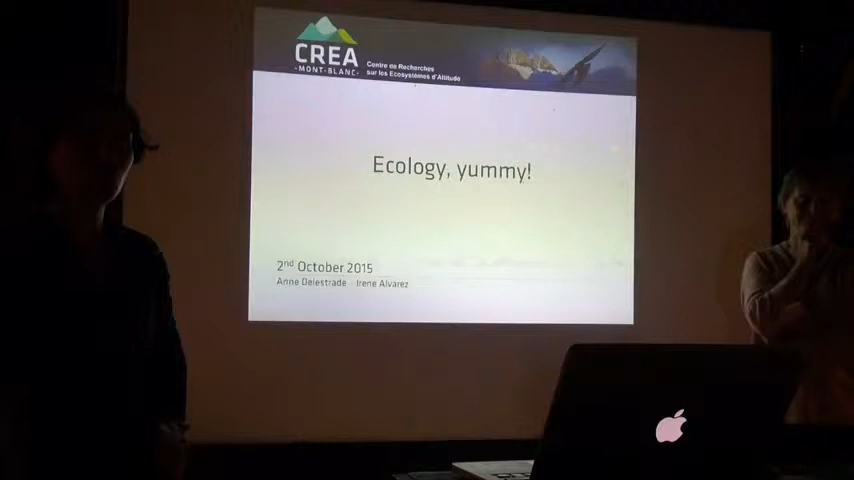 CREA
-MONT-BLANC-
Centre de Recherches
sur les Ecosystèmes d'Altitude
Ecology, yummy!
2nd October 2015
Anne Delestrade Irene Alvarez